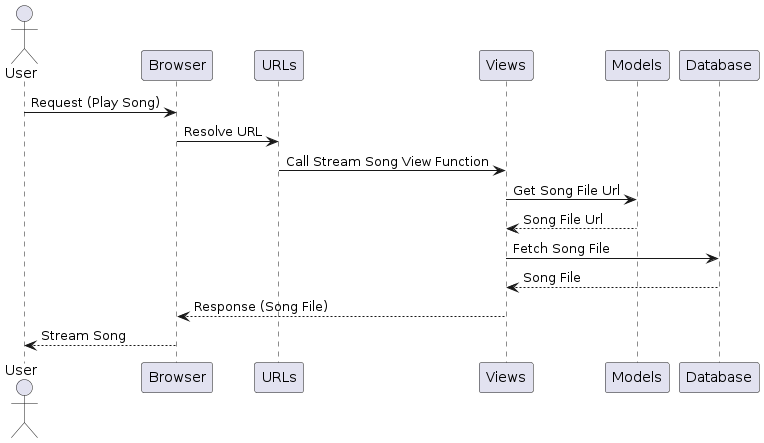 User
Browser
URLs
Views
Models
Database
Request (Play Song)
Resolve URL
Call Stream Song View Function
Get Song File Url
Song File Url
Fetch Song File
Song File
Response (Song File)
Stream Song
User
Browser
URLs
Views
Models
Database